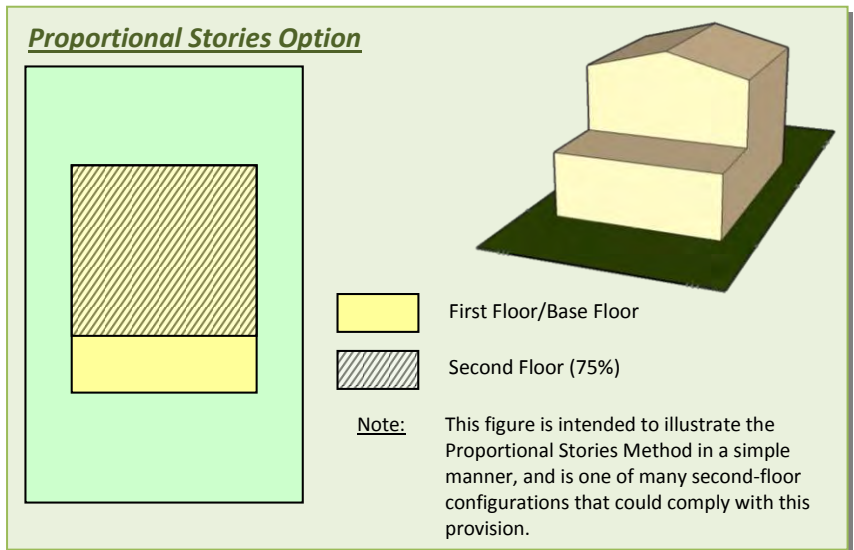 Proportional Stories Option
First Floor/Base Floor
Second Floor (75%)
Note: This figure is intended to illustrate the
Proportional Stories Method in a simple
manner, and is one of many second-floor
configurations that could comply with this
provision.